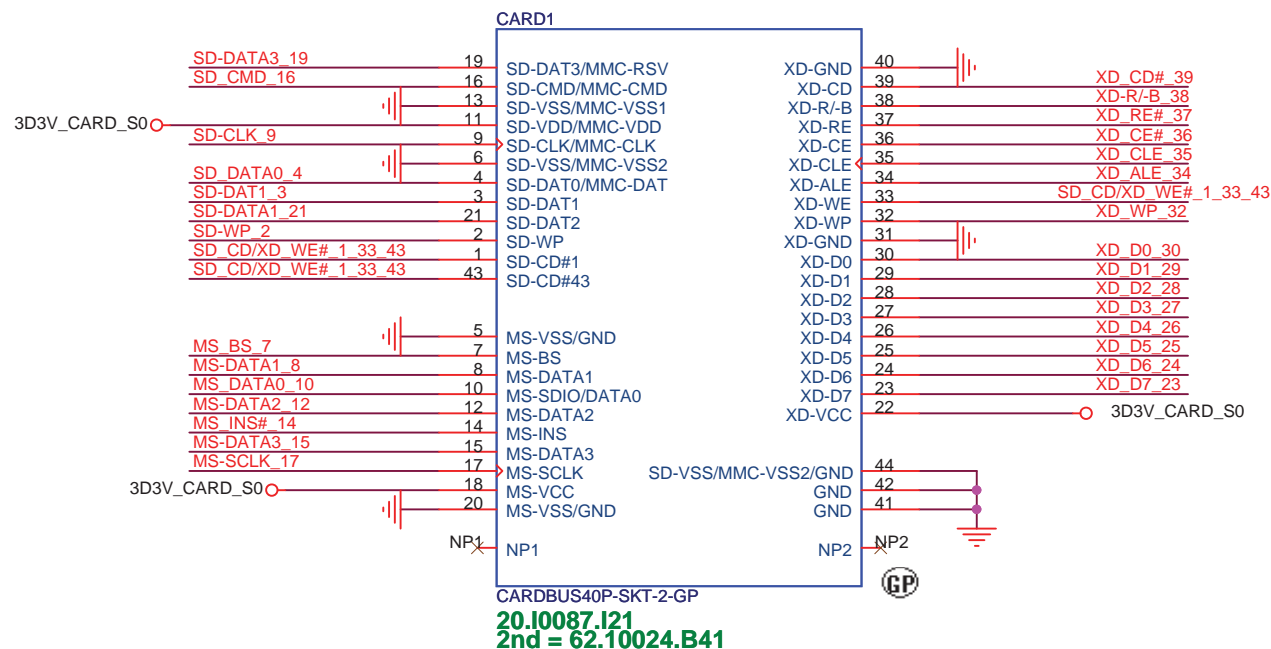 CARD1
SD-DATA3_19 19 SD-DAT3/MMC-RSV XD-GND 40
SD_CMD_16 16 SD-CMD/MMC-CMD XD-CD 39 XD_CD#_39
13 SD-VSS/MMC-VSS1 XD-R/-B 38 XD-R/-B_38
3D3V_CARD_S0 11 SD-VDD/MMC-VDD XD-RE 37 XD_RE#_37
SD-CLK_9 9 SD-CLK/MMC-CLK XD-CE 36 XD_CE#_36
6 SD-VSS/MMC-VSS2 XD-CLE 35 XD_CLE_35
SD_DATA0_4 4 SD-DAT0/MMC-DAT XD-ALE 34 XD_ALE_34
SD-DAT1_3 3 SD-DAT1 XD-WE 33 SD_CD/XD_WE#_1_33_43
SD-DATA1_21 21 SD-DAT2 XD-WP 32 XD_WP_32
SD-WP_2 2 SD-WP XD-GND 31
SD_CD/XD_WE#_1_33_43 1 SD-CD#1 XD-D0 30 XD_D0_30
SD_CD/XD_WE#_1_33_43 43 SD-CD#43 XD-D1 29 XD_D1_29
XD-D2 28 XD_D2_28
XD-D3 27 XD_D3_27
5 MS-VSS/GND XD-D4 26 XD_D4_26
MS_BS_7 7 MS-BS XD-D5 25 XD_D5_25
MS-DATA1_8 8 MS-DATA1 XD-D6 24 XD_D6_24
MS_DATA0_10 10 MS-SDIO/DATA0 XD-D7 23 XD_D7_23
MS-DATA2_12 12 MS-DATA2 XD-VCC 22 3D3V_CARD_S0
MS_INS#_14 14 MS-INS
MS-DATA3_15 15 MS-DATA3
MS-SCLK_17 17 MS-SCLK SD-VSS/MMC-VSS2/GND 44
3D3V_CARD_S0 18 MS-VCC GND 42
20 MS-VSS/GND GND 41
NP1 NP1 NP2 NP2
GP
CARDBUS40P-SKT-2-GP
20.I0087.I21
2nd = 62.10024.B41